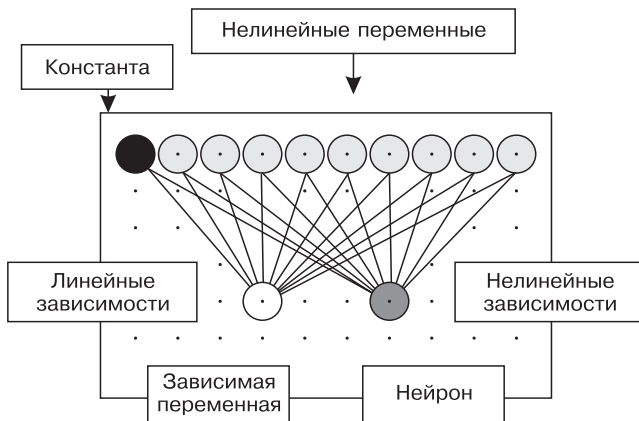 Нелинейные переменные
Константа
Линейные
зависимости
Нелинейные
зависимости
Зависимая
переменная
Нейрон